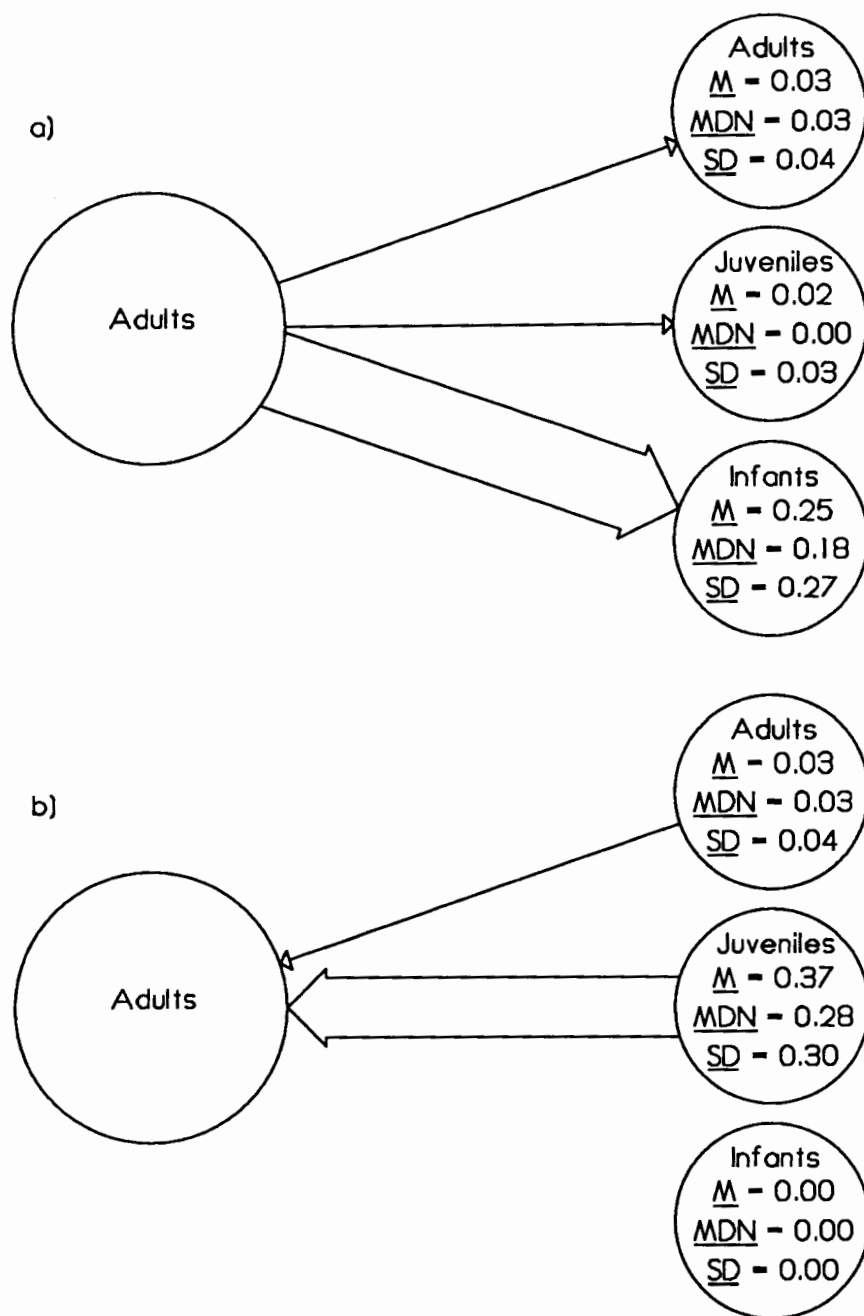 a)
Adults
Adults
M = 0.03
MDN = 0.03
SD = 0.04
Juveniles
M = 0.02
MDN = 0.00
SD = 0.03
Infants
M = 0.25
MDN = 0.18
SD = 0.27
b)
Adults
Adults
M = 0.03
MDN = 0.03
SD = 0.04
Juveniles
M = 0.37
MDN = 0.28
SD = 0.30
Infants
M = 0.00
MDN = 0.00
SD = 0.00